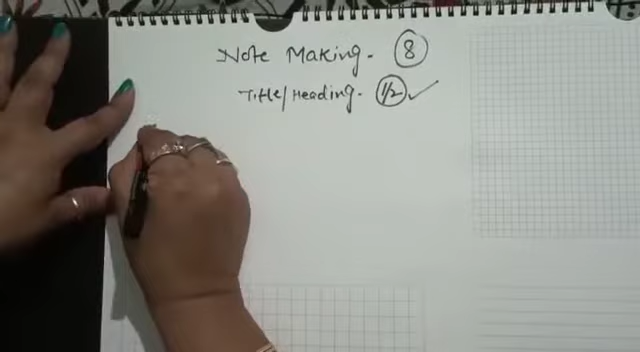 Note Making - 8
Title/Heading - 1/2 ✓